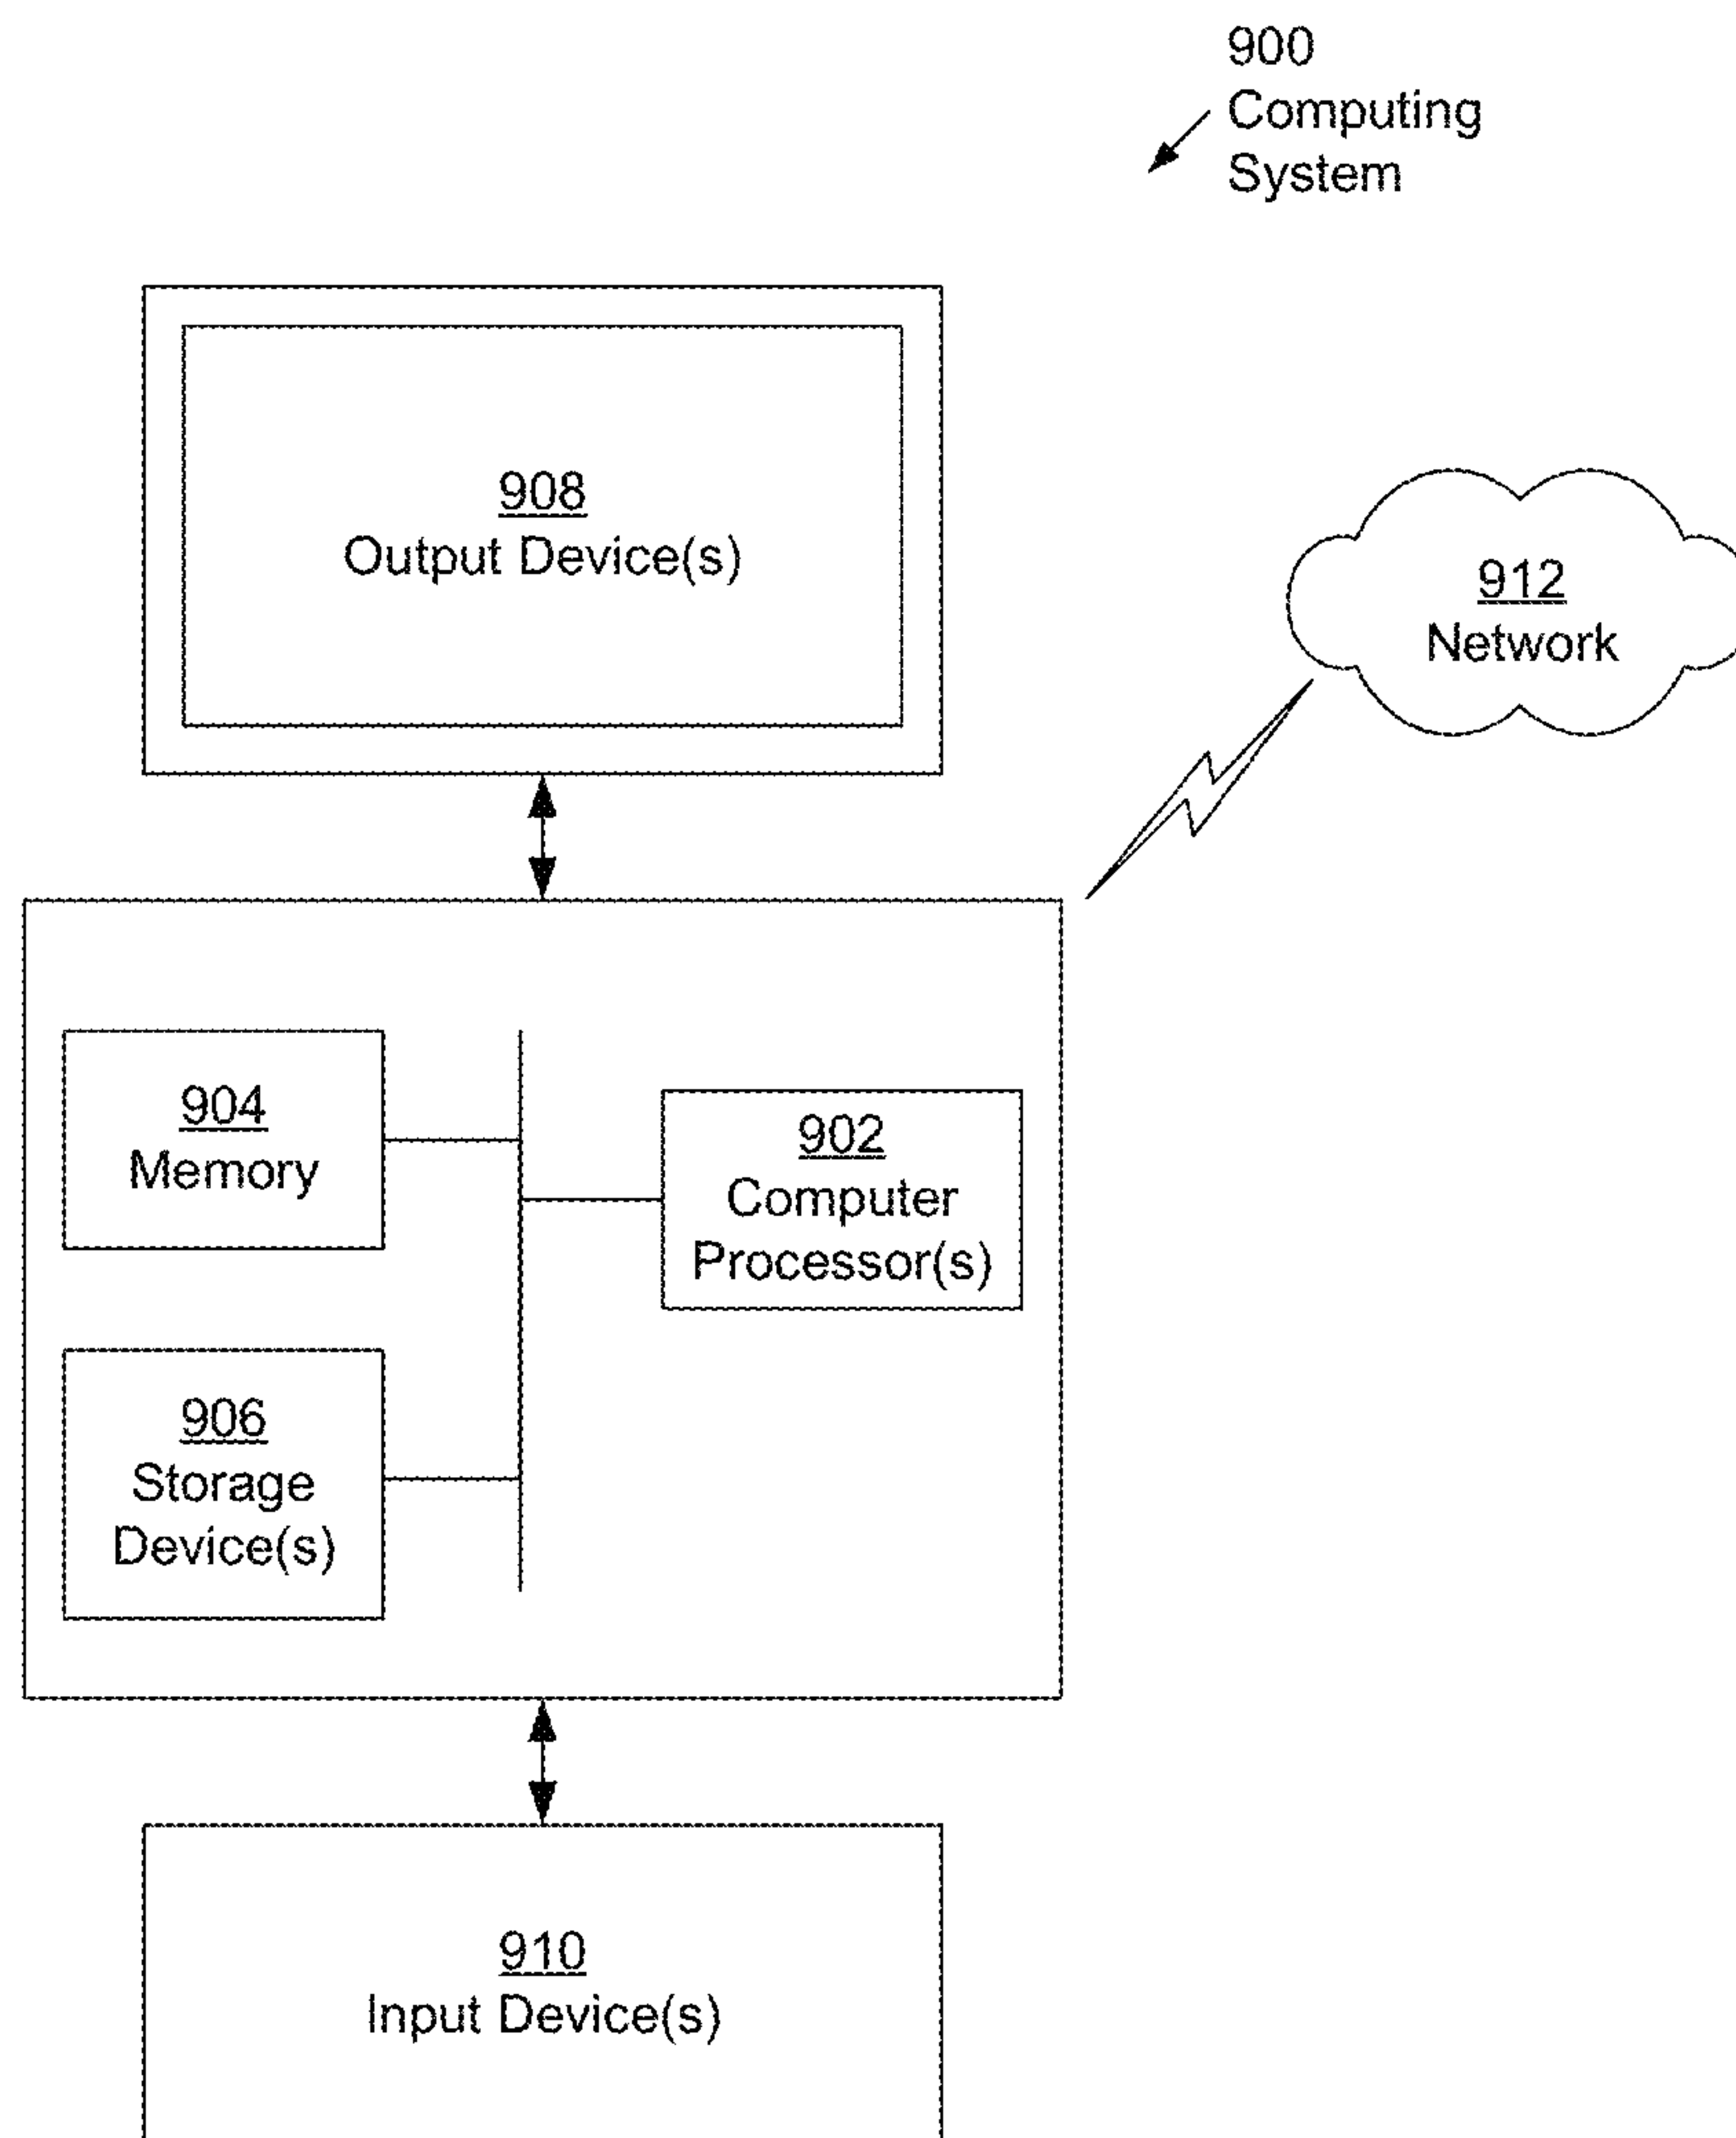 900
Computing
System
908
Output Device(s)
912
Network
904
Memory
902
Computer
Processor(s)
906
Storage
Device(s)
910
Input Device(s)